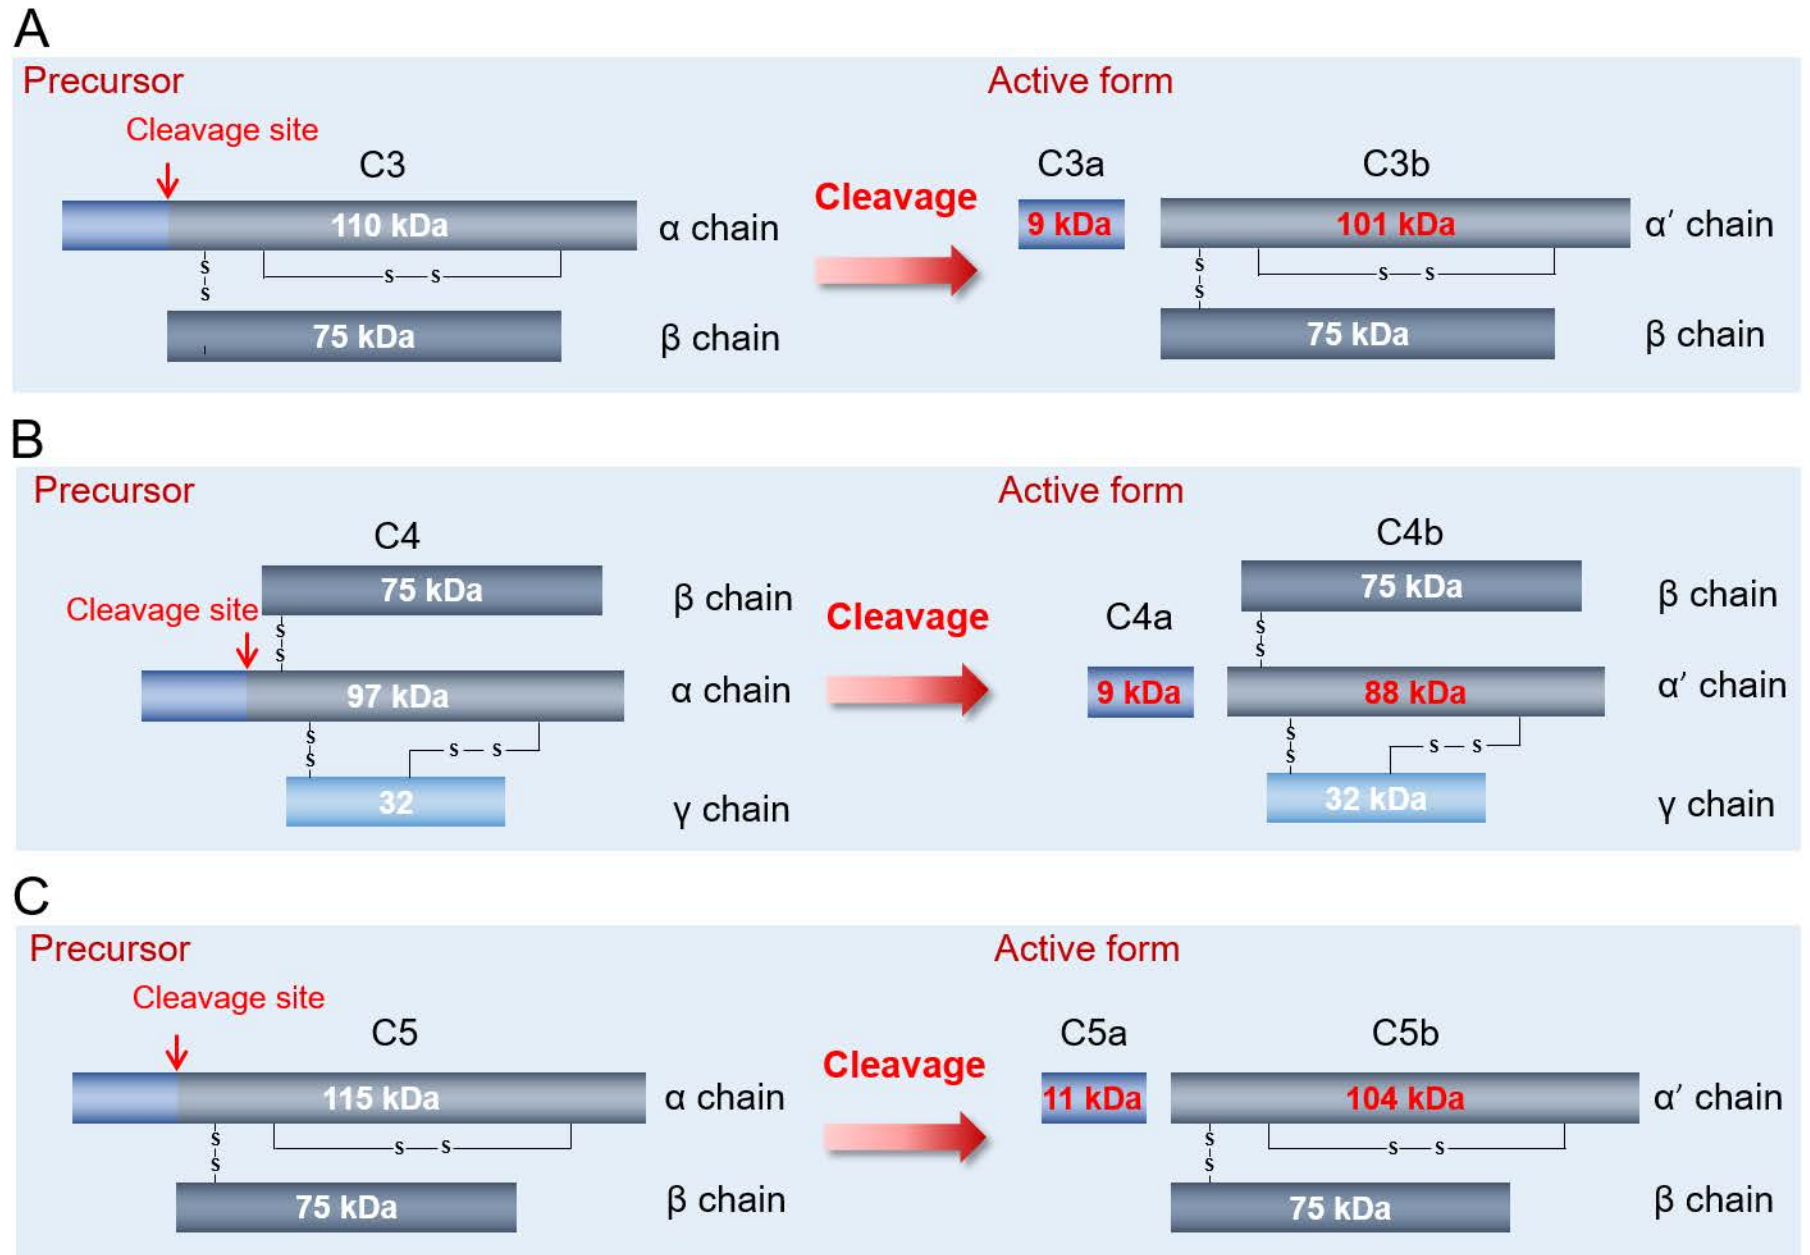 A
Precursor
Active form
Cleavage site
C3
C3a
C3b
Cleavage
110 kDa
α chain
9 kDa
101 kDa
α’ chain
S
S
S S
S
S
S S
75 kDa
β chain
75 kDa
β chain
B
Precursor
Active form
C4
C4b
75 kDa
β chain
75 kDa
β chain
Cleavage site
Cleavage
C4a
S
S
S
S
97 kDa
α chain
9 kDa
88 kDa
α’ chain
S
S
S S
S
S
S S
32
γ chain
32 kDa
γ chain
C
Precursor
Active form
Cleavage site
C5
C5a
C5b
Cleavage
115 kDa
α chain
11 kDa
104 kDa
α’ chain
S
S
S S
S
S
S S
75 kDa
β chain
75 kDa
β chain